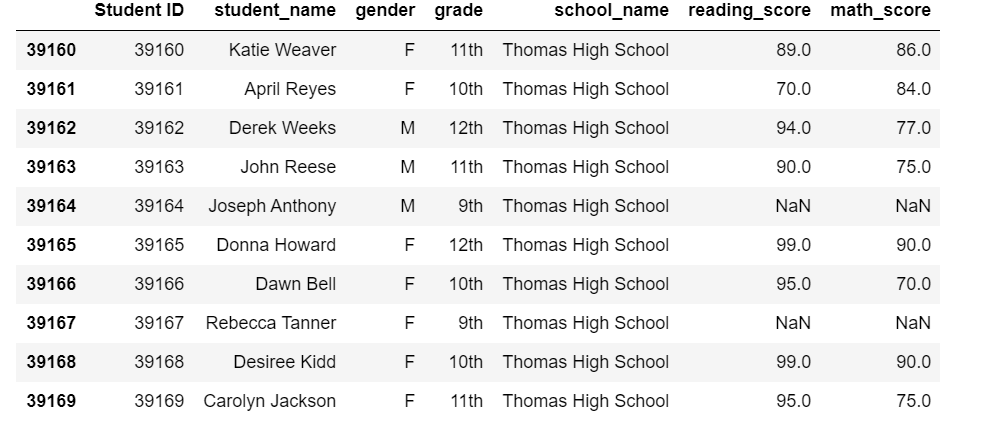 Student ID student_name gender grade school_name reading_score math_score
39160 39160 Katie Weaver F 11th Thomas High School 89.0 86.0
39161 39161 April Reyes F 10th Thomas High School 70.0 84.0
39162 39162 Derek Weeks M 12th Thomas High School 94.0 77.0
39163 39163 John Reese M 11th Thomas High School 90.0 75.0
39164 39164 Joseph Anthony M 9th Thomas High School NaN NaN
39165 39165 Donna Howard F 12th Thomas High School 99.0 90.0
39166 39166 Dawn Bell F 10th Thomas High School 95.0 70.0
39167 39167 Rebecca Tanner F 9th Thomas High School NaN NaN
39168 39168 Desiree Kidd F 10th Thomas High School 99.0 90.0
39169 39169 Carolyn Jackson F 11th Thomas High School 95.0 75.0